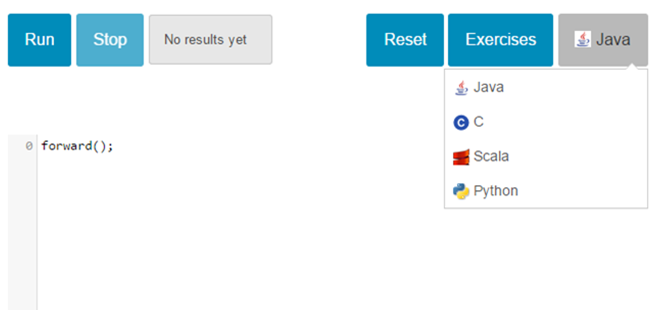 Run Stop No results yet Reset Exercises Java
Java
C
Scala
Python
0 forward();